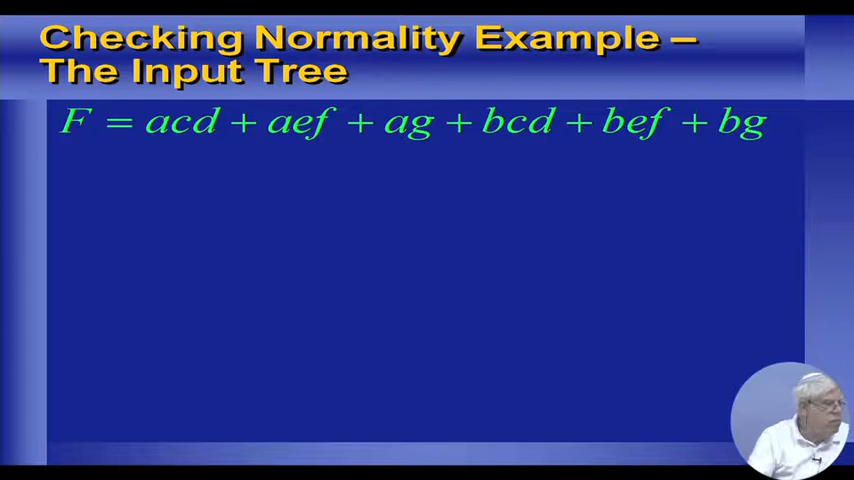 Checking Normality Example –
The Input Tree
F = acd + aef + ag + bcd + bef + bg